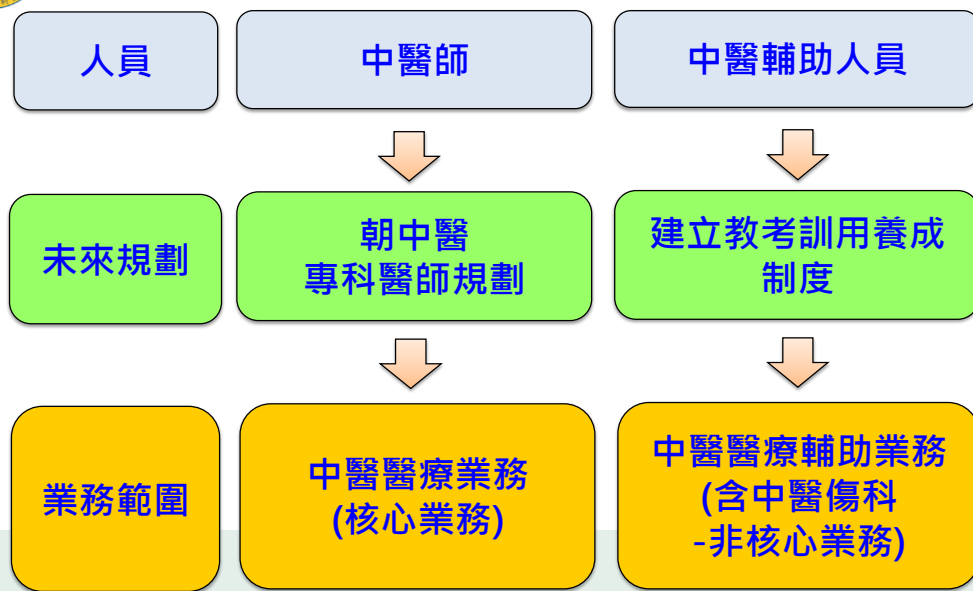 人員
中醫師
中醫輔助人員
未來規劃
朝中醫
專科醫師規劃
建立教考訓用養成
制度
業務範圍
中醫醫療業務
(核心業務)
中醫醫療輔助業務
(含中醫傷科
-非核心業務)